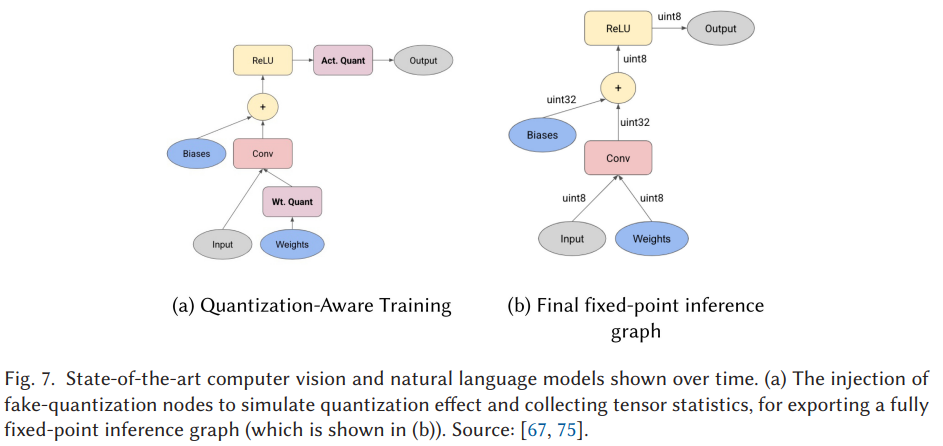 ReLU
Act. Quant
Output
+
Biases
Conv
Wt. Quant
Input
Weights
(a) Quantization-Aware Training
uint8
ReLU
Output
uint8
+
uint32
uint32
Biases
Conv
uint8
uint8
Input
Weights
(b) Final fixed-point inference
graph
Fig. 7. State-of-the-art computer vision and natural language models shown over time. (a) The injection of
fake-quantization nodes to simulate quantization effect and collecting tensor statistics, for exporting a fully
fixed-point inference graph (which is shown in (b)). Source: [67, 75].